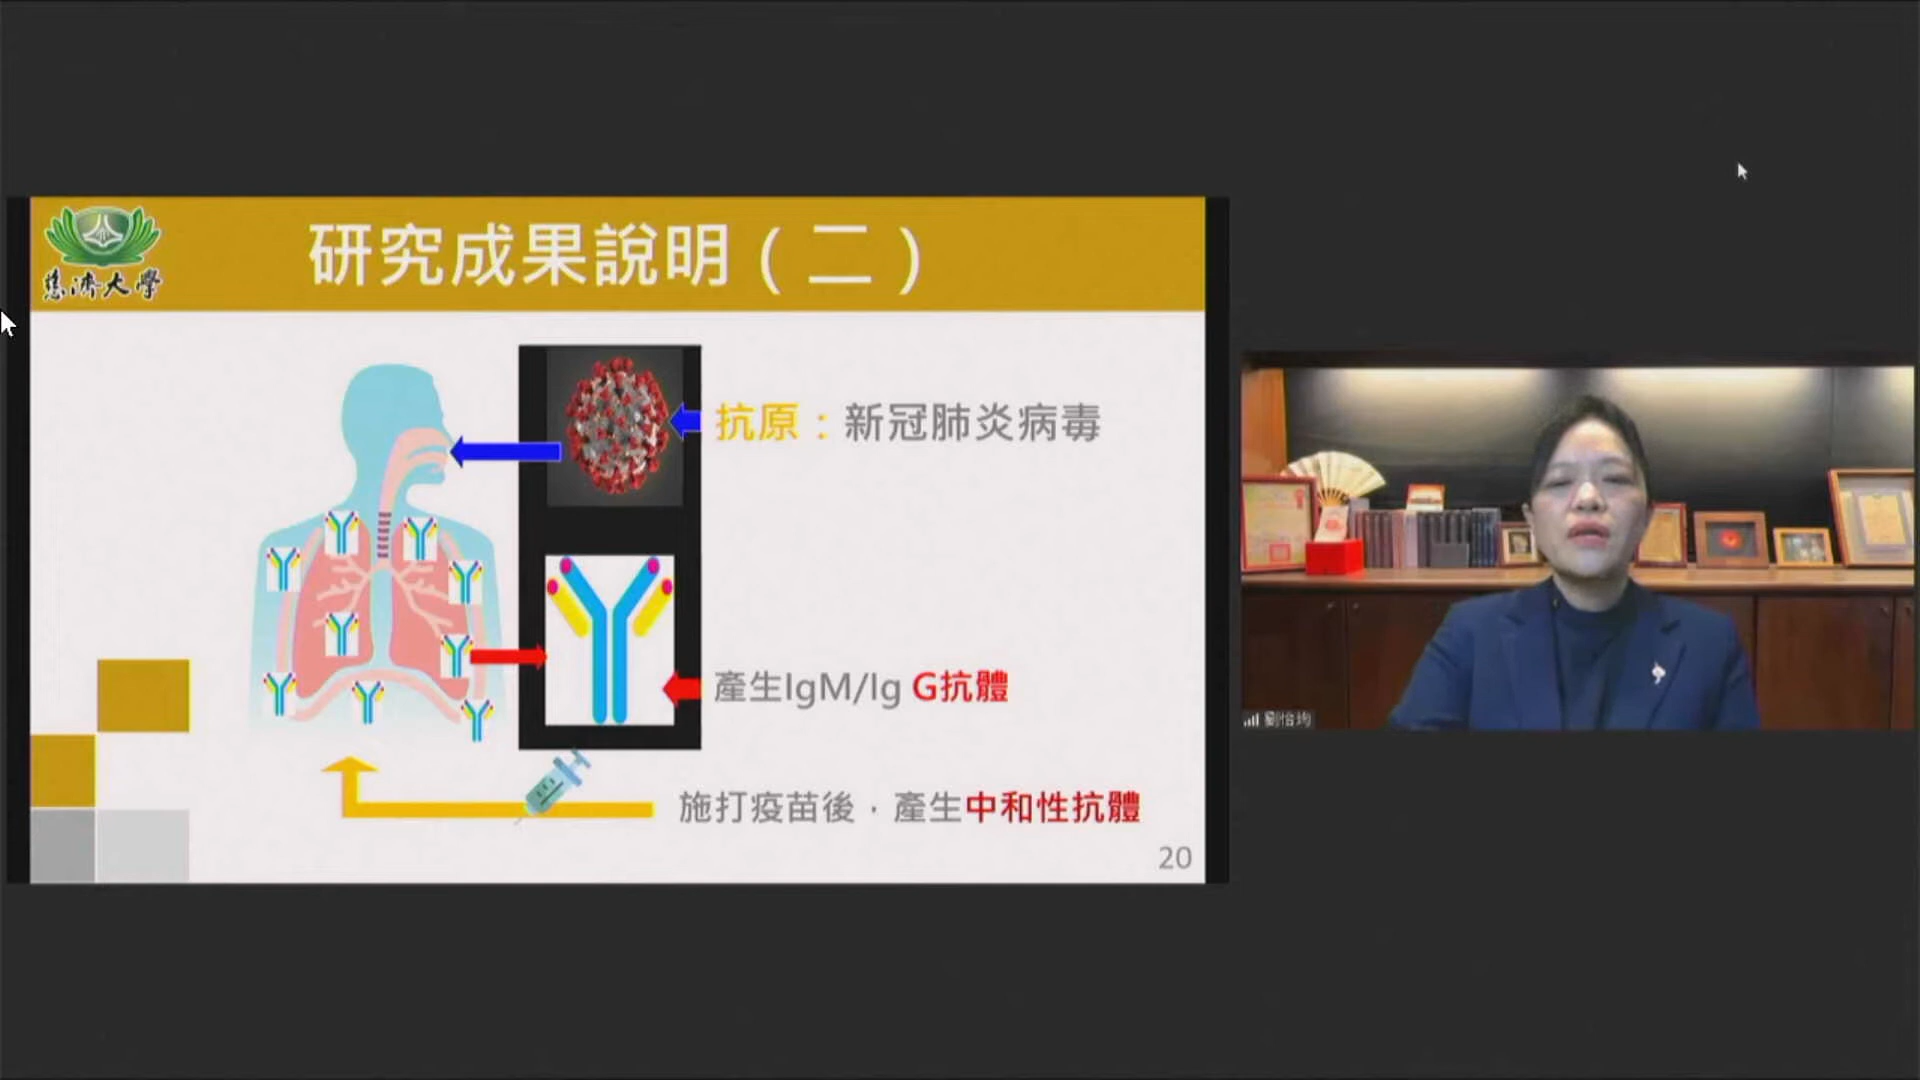 慈濟大學
研究成果說明(二)
抗原：新冠肺炎病毒
產生IgM/Ig G抗體
施打疫苗後，產生中和性抗體
20
劉怡均